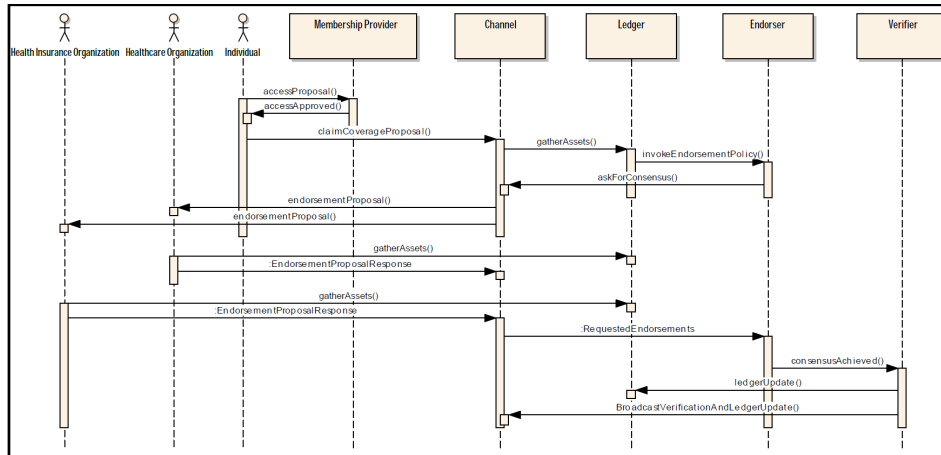 Membership Provider
Channel
Ledger
Endorser
Verifier
Health Insurance Organization
Healthcare Organization
Individual
accessProposal()
accessApproved()
claimCoverageProposal()
gatherAssets()
invokeEndorsementPolicy()
askForConsensus()
endorsementProposal()
endorsementProposal()
gatherAssets()
:EndorsementProposalResponse
gatherAssets()
:EndorsementProposalResponse
:RequestedEndorsements
consensusAchieved()
ledgerUpdate()
BroadcastVerificationAndLedgerUpdate()